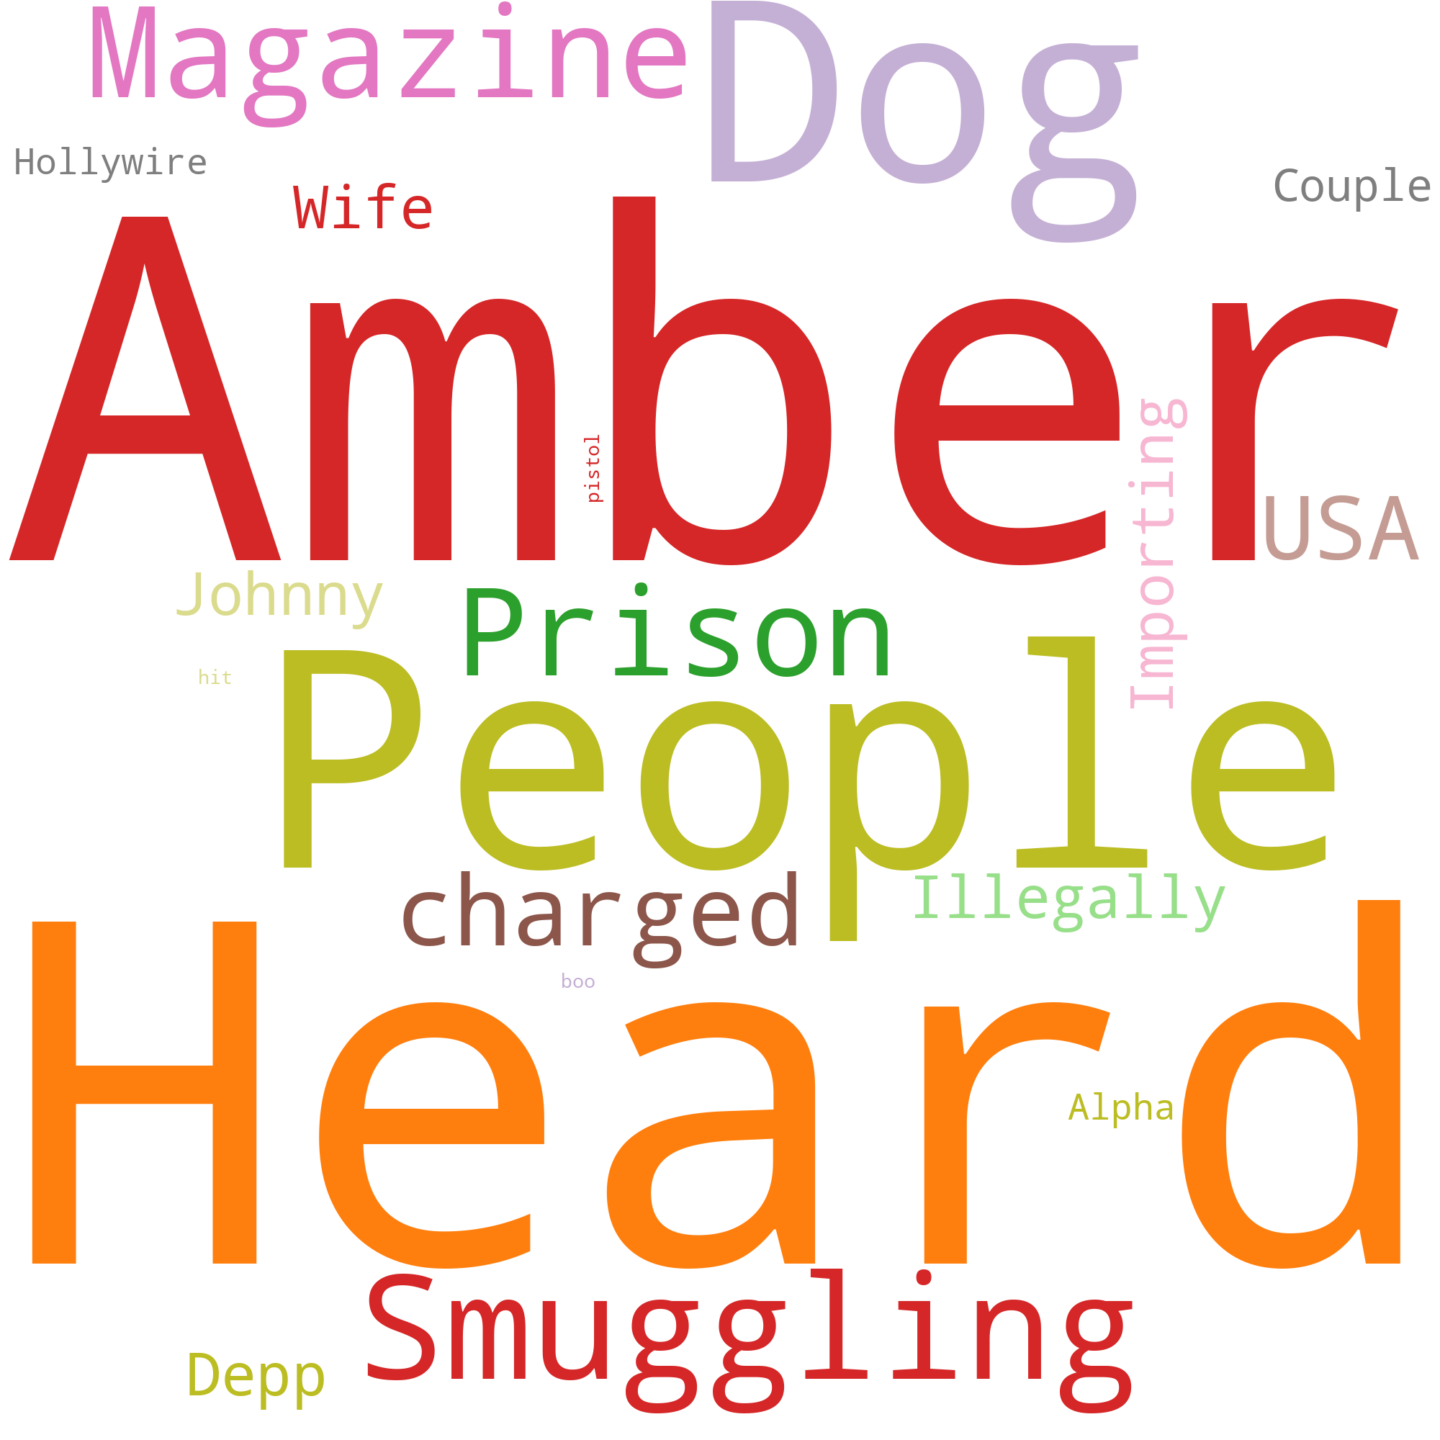 Magazine
Dog
Hollywire
Wife
Couple
Amber
pistol
Importing
USA
Johnny
Prison
hit
People
charged
Illegally
boo
Heard
Alpha
Smuggling
Depp